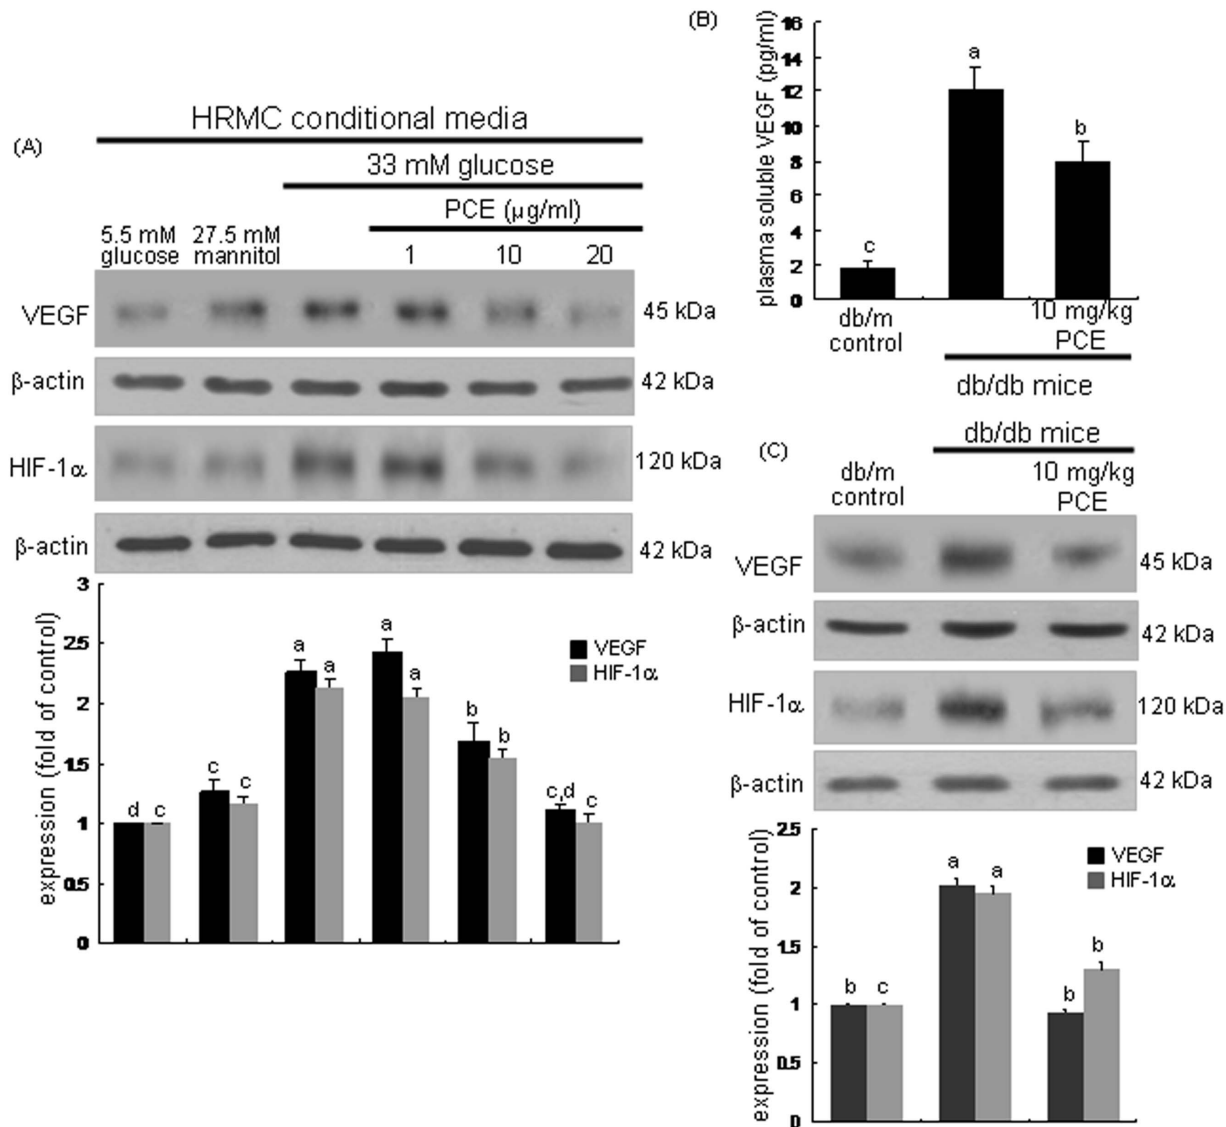 (A)
HRMC conditional media
33 mM glucose
PCE (μg/ml)
5.5 mM
glucose
27.5 mM
mannitol
1
10
20
VEGF
45 kDa
β-actin
42 kDa
HIF-1α
120 kDa
β-actin
42 kDa
expression (fold of control)
3
2.5
2
1.5
1
0.5
0
VEGF
HIF-1α
d
c
c
c
a
a
a
a
b
b
c,d
c
(B)
plasma soluble VEGF (pg/ml)
16
14
12
10
8
6
4
2
0
c
a
b
db/m
control
10 mg/kg
PCE
db/db mice
(C)
db/db mice
db/m
control
10 mg/kg
PCE
VEGF
45 kDa
β-actin
42 kDa
HIF-1α
120 kDa
β-actin
42 kDa
expression (fold of control)
2.5
2
1.5
1
0.5
0
VEGF
HIF-1α
b
c
a
a
b
b